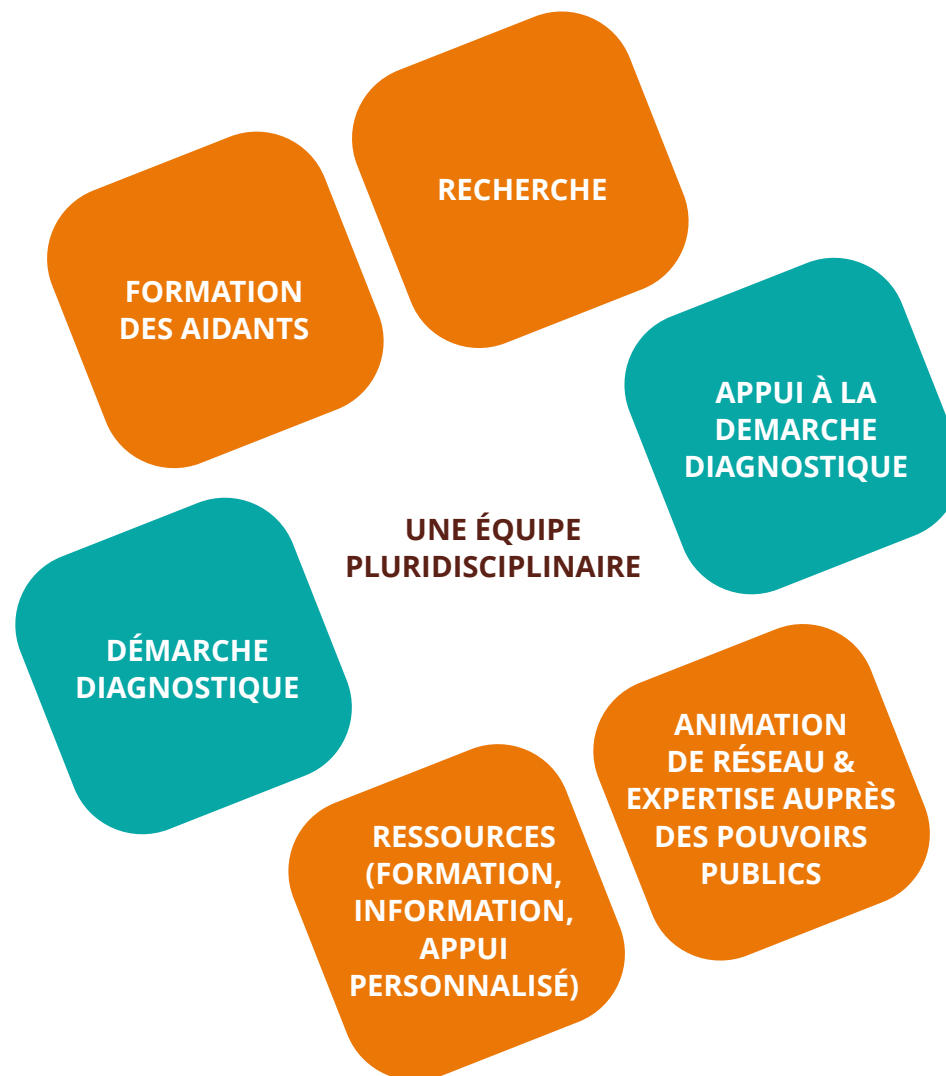 RECHERCHE
FORMATION
DES AIDANTS
APPUI À LA
DEMARCHE
DIAGNOSTIQUE
UNE ÉQUIPE
PLURIDISCIPLINAIRE
DÉMARCHE
DIAGNOSTIQUE
ANIMATION
DE RÉSEAU &
EXPERTISE AUPRÈS
DES POUVOIRS
PUBLICS
RESSOURCES
(FORMATION,
INFORMATION,
APPUI
PERSONNALISÉ)